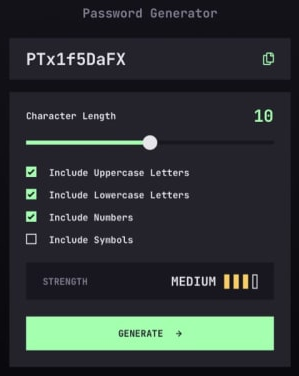 Password Generator
PTx1f5DaFX
Character Length 10
Include Uppercase Letters
Include Lowercase Letters
Include Numbers
Include Symbols
STRENGTH MEDIUM
GENERATE →